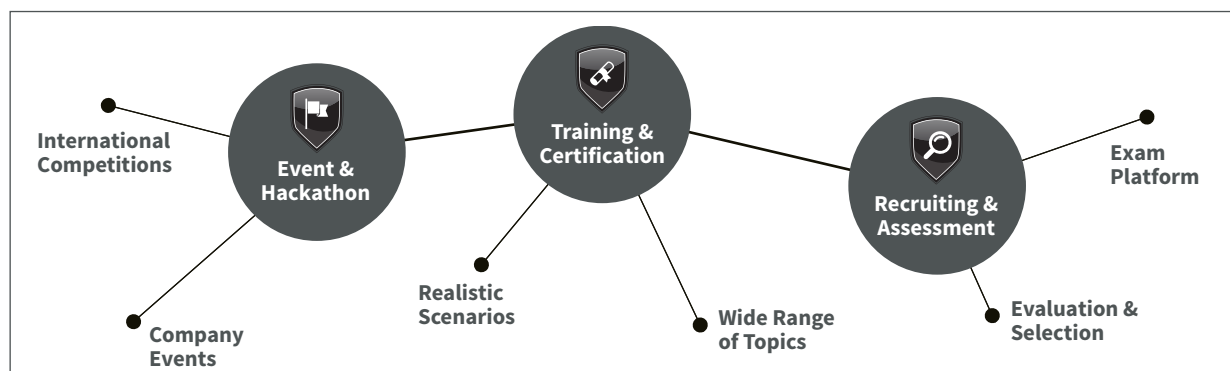 International
Competitions
Event &
Hackathon
Company
Events
Training &
Certification
Realistic
Scenarios
Wide Range
of Topics
Recruiting &
Assessment
Exam
Platform
Evaluation &
Selection